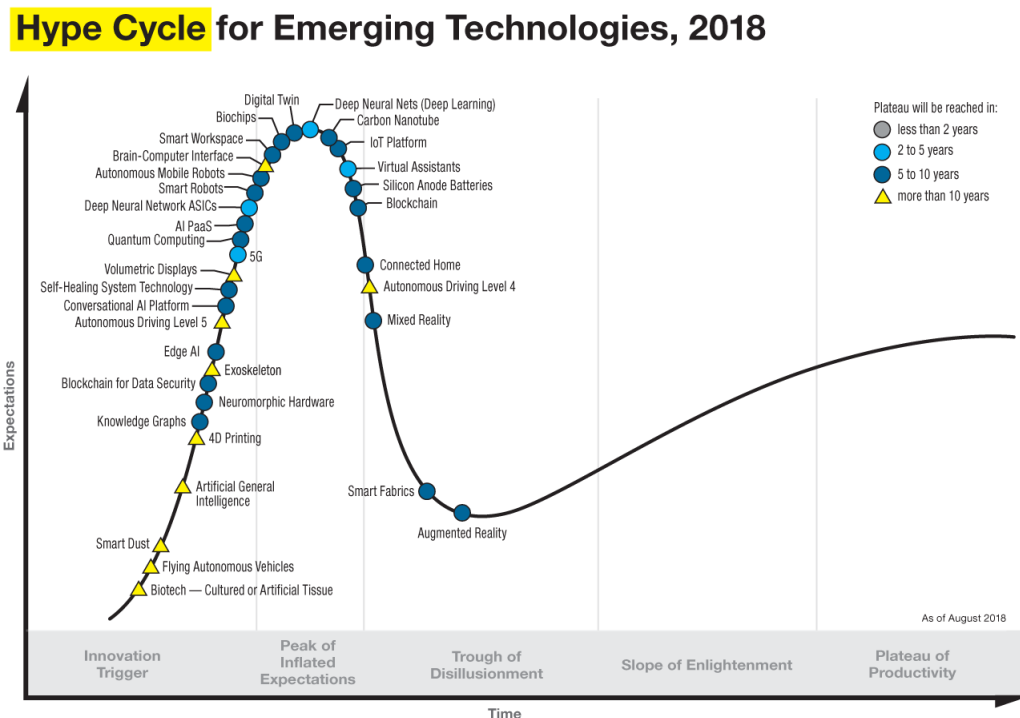 Hype Cycle for Emerging Technologies, 2018
Plateau will be reached in:
less than 2 years
2 to 5 years
5 to 10 years
more than 10 years
Expectations
Biotech — Cultured or Artificial Tissue
Flying Autonomous Vehicles
Smart Dust
Artificial General
Intelligence
4D Printing
Knowledge Graphs
Neuromorphic Hardware
Blockchain for Data Security
Exoskeleton
Edge AI
Autonomous Driving Level 5
Conversational AI Platform
Self-Healing System Technology
Volumetric Displays
5G
Quantum Computing
AI PaaS
Deep Neural Network ASICs
Smart Robots
Autonomous Mobile Robots
Brain-Computer Interface
Smart Workspace
Biochips
Digital Twin
Deep Neural Nets (Deep Learning)
Carbon Nanotube
IoT Platform
Virtual Assistants
Silicon Anode Batteries
Blockchain
Connected Home
Autonomous Driving Level 4
Mixed Reality
Smart Fabrics
Augmented Reality
As of August 2018
Innovation
Trigger
Peak of
Inflated
Expectations
Trough of
Disillusionment
Slope of Enlightenment
Plateau of
Productivity
Time